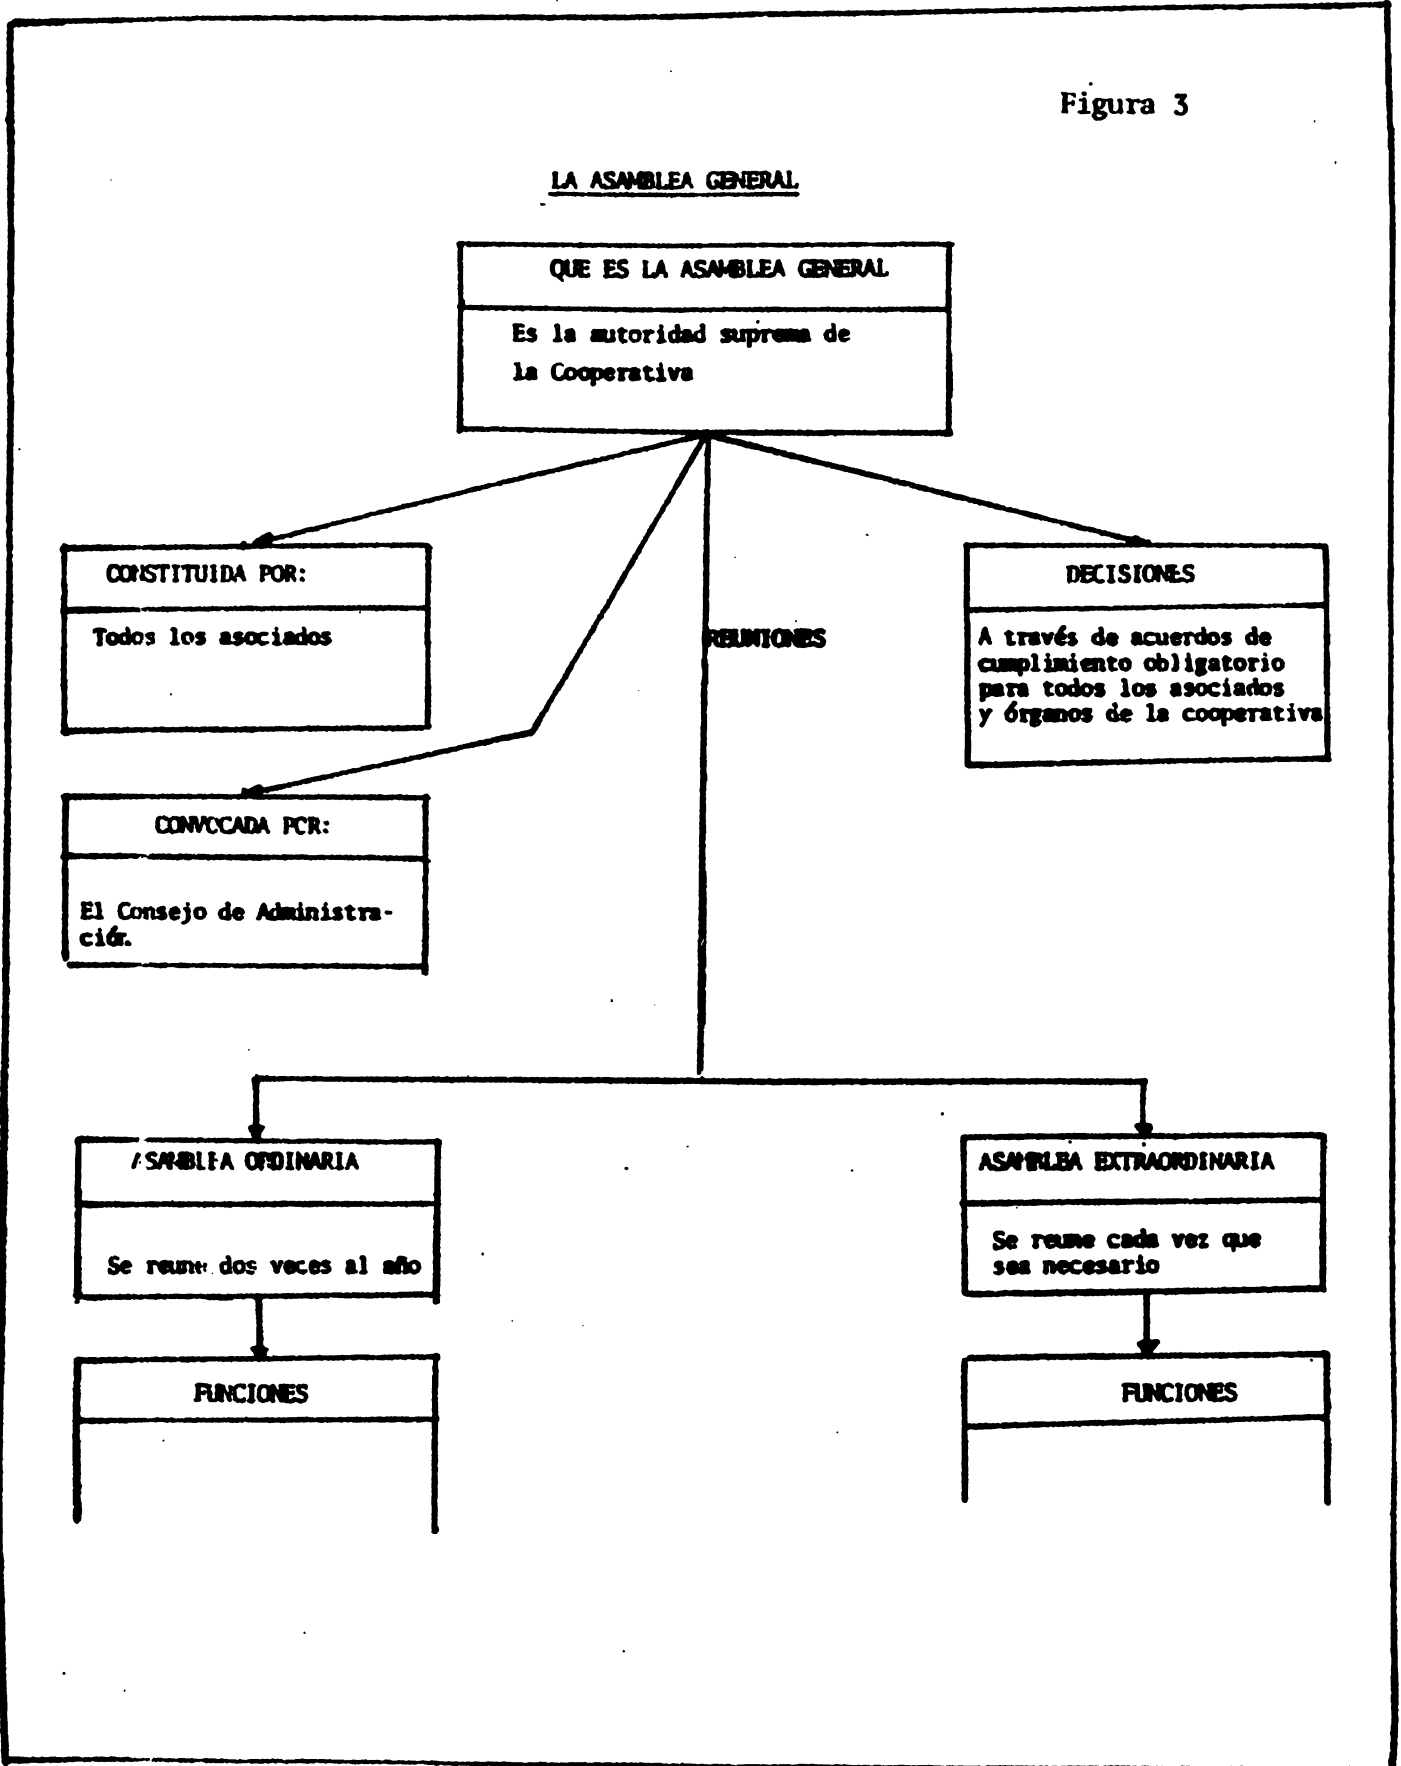 Figura 3
LA ASAMBLEA GENERAL
QUE ES LA ASAMBLEA GENERAL
Es la autoridad suprema de
la Cooperativa
CONSTITUIDA POR:
Todos los asociados
DECISIONES
A través de acuerdos de
cumplimiento obligatorio
para todos los asociados
y órganos de la cooperativa
REUNIONES
CONVOCADA POR:
El Consejo de Administra-
ción.
ASAMBLEA ORDINARIA
Se reune dos veces al año
ASAMBLEA EXTRAORDINARIA
Se reune cada vez que
sea necesario
FUNCIONES
FUNCIONES